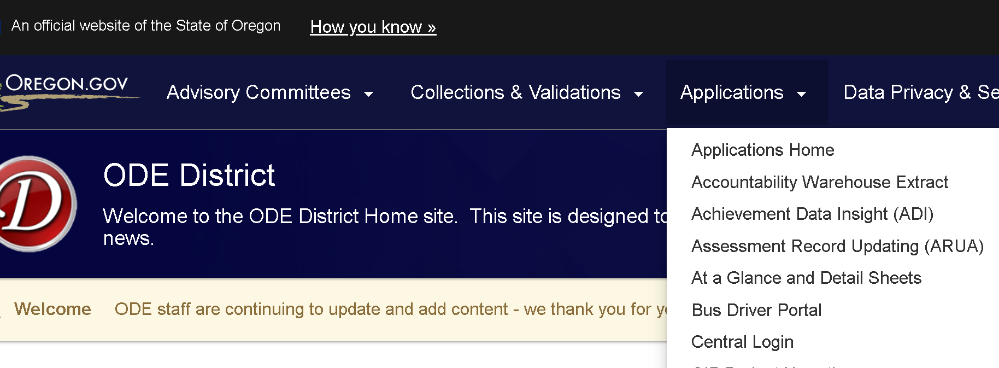 An official website of the State of Oregon How you know »
OREGON.GOV Advisory Committees Collections & Validations Applications Data Privacy &
ODE District
Welcome to the ODE District Home site. This site is designed to
news.
Welcome ODE staff are continuing to update and add content - we thank you for
Applications Home
Accountability Warehouse Extract
Achievement Data Insight (ADI)
Assessment Record Updating (ARUA)
At a Glance and Detail Sheets
Bus Driver Portal
Central Login